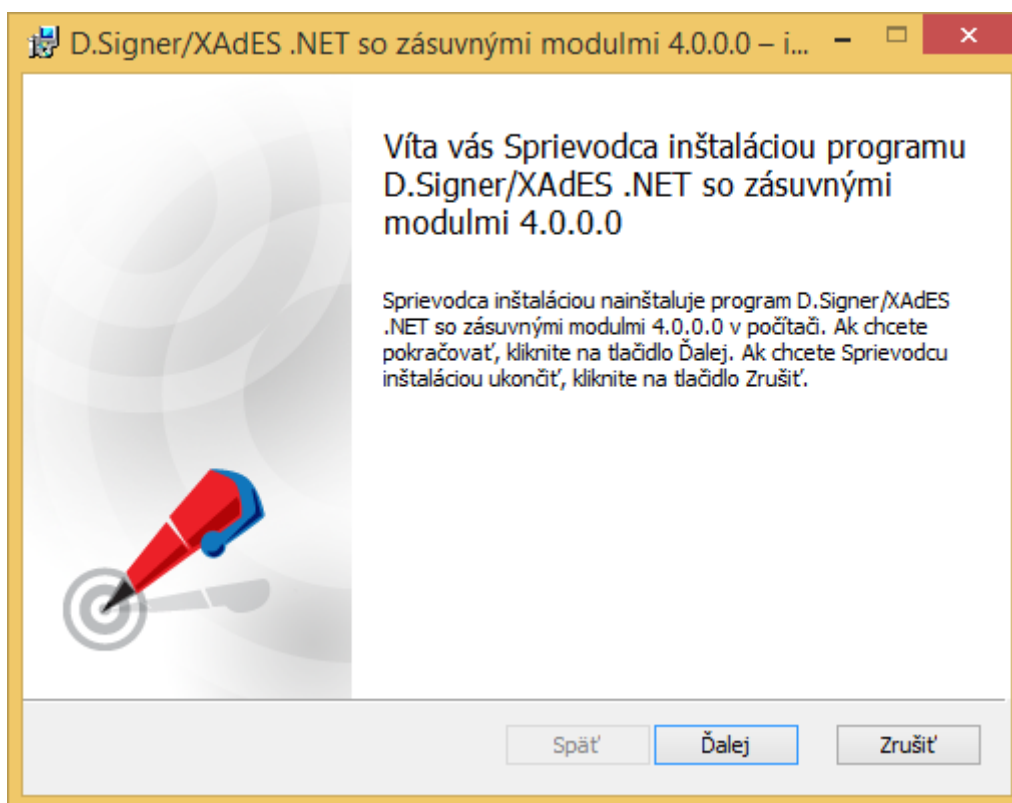 D.Signer/XAdES .NET so zásuvnými modulmi 4.0.0.0 – i...
Víta vás Sprievodca inštaláciou programu
D.Signer/XAdES .NET so zásuvnými
modulmi 4.0.0.0
Sprievodca inštaláciou nainštaluje program D.Signer/XAdES
.NET so zásuvnými modulmi 4.0.0.0 v počítači. Ak chcete
pokračovať, kliknite na tlačidlo Ďalej. Ak chcete Sprievodcu
inštaláciou ukončiť, kliknite na tlačidlo Zrušiť.
Späť
Ďalej
Zrušiť